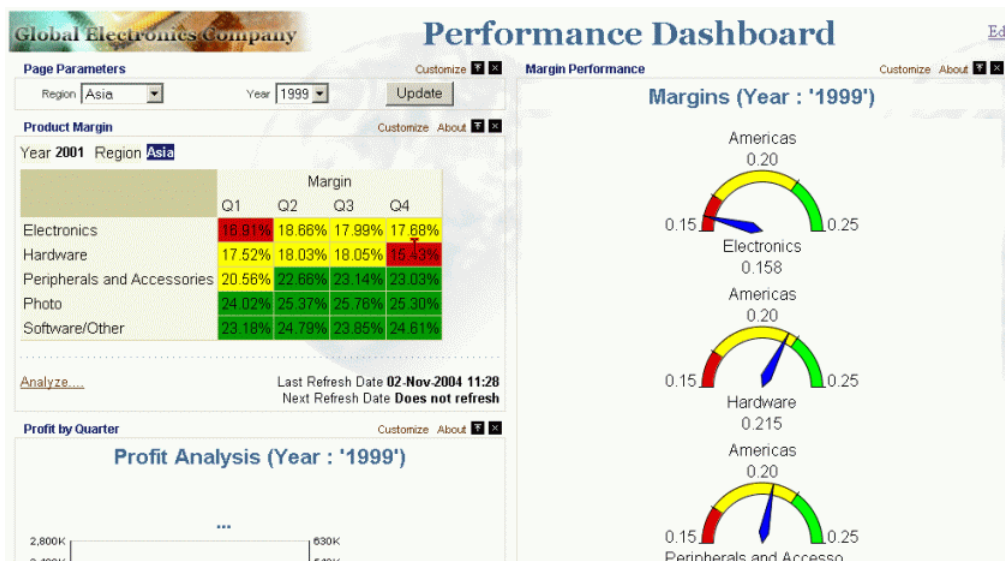 Global Electronics Company
Performance Dashboard
Ed
Page Parameters
Customize
Region Asia Year 1999 Update
Product Margin
Customize About
Year 2001 Region Asia
Margin
Q1 Q2 Q3 Q4
Electronics 16.91% 18.66% 17.99% 17.68%
Hardware 17.52% 18.03% 18.05% 15.43%
Peripherals and Accessories 20.56% 22.66% 23.14% 23.03%
Photo 24.02% 25.37% 25.76% 25.30%
Software/Other 23.18% 24.79% 23.85% 24.61%
Analyze....
Last Refresh Date 02-Nov-2004 11:28
Next Refresh Date Does not refresh
Profit by Quarter
Customize About
Profit Analysis (Year : '1999')
...
2,800K 630K
Margin Performance
Customize About
Margins (Year : '1999')
Americas
0.20
0.15 0.25
Electronics
0.158
Americas
0.20
0.15 0.25
Hardware
0.215
Americas
0.20
0.15 0.25
Peripherals and Accesso